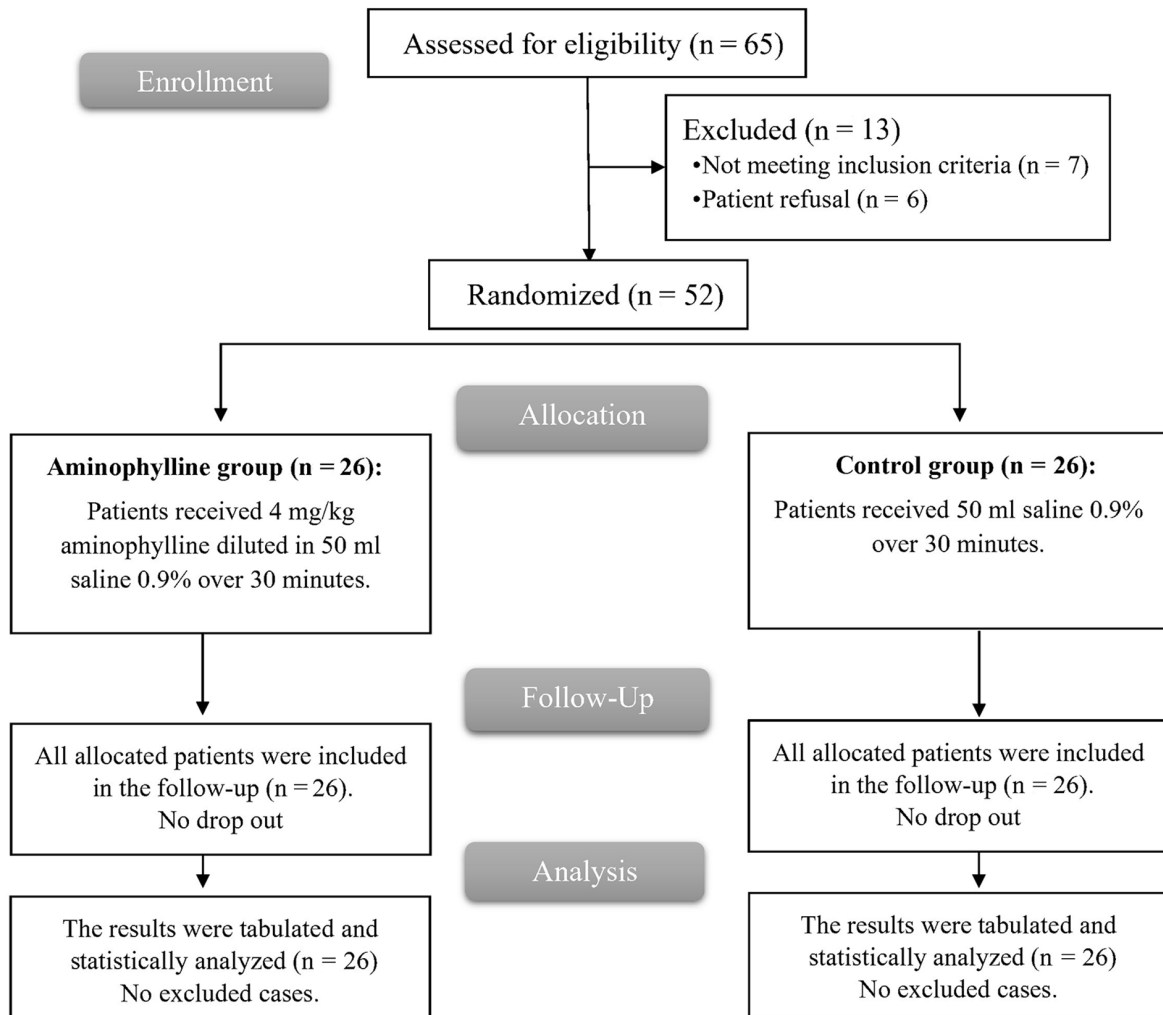 Assessed for eligibility (n = 65)
Enrollment
Excluded (n = 13)
•Not meeting inclusion criteria (n = 7)
•Patient refusal (n = 6)
Randomized (n = 52)
Allocation
Aminophylline group (n = 26):
Patients received 4 mg/kg
aminophylline diluted in 50 ml
saline 0.9% over 30 minutes.
Control group (n = 26):
Patients received 50 ml saline 0.9%
over 30 minutes.
Follow-Up
All allocated patients were included
in the follow-up (n = 26).
No drop out
All allocated patients were included
in the follow-up (n = 26).
No drop out
Analysis
The results were tabulated and
statistically analyzed (n = 26)
No excluded cases.
The results were tabulated and
statistically analyzed (n = 26)
No excluded cases.